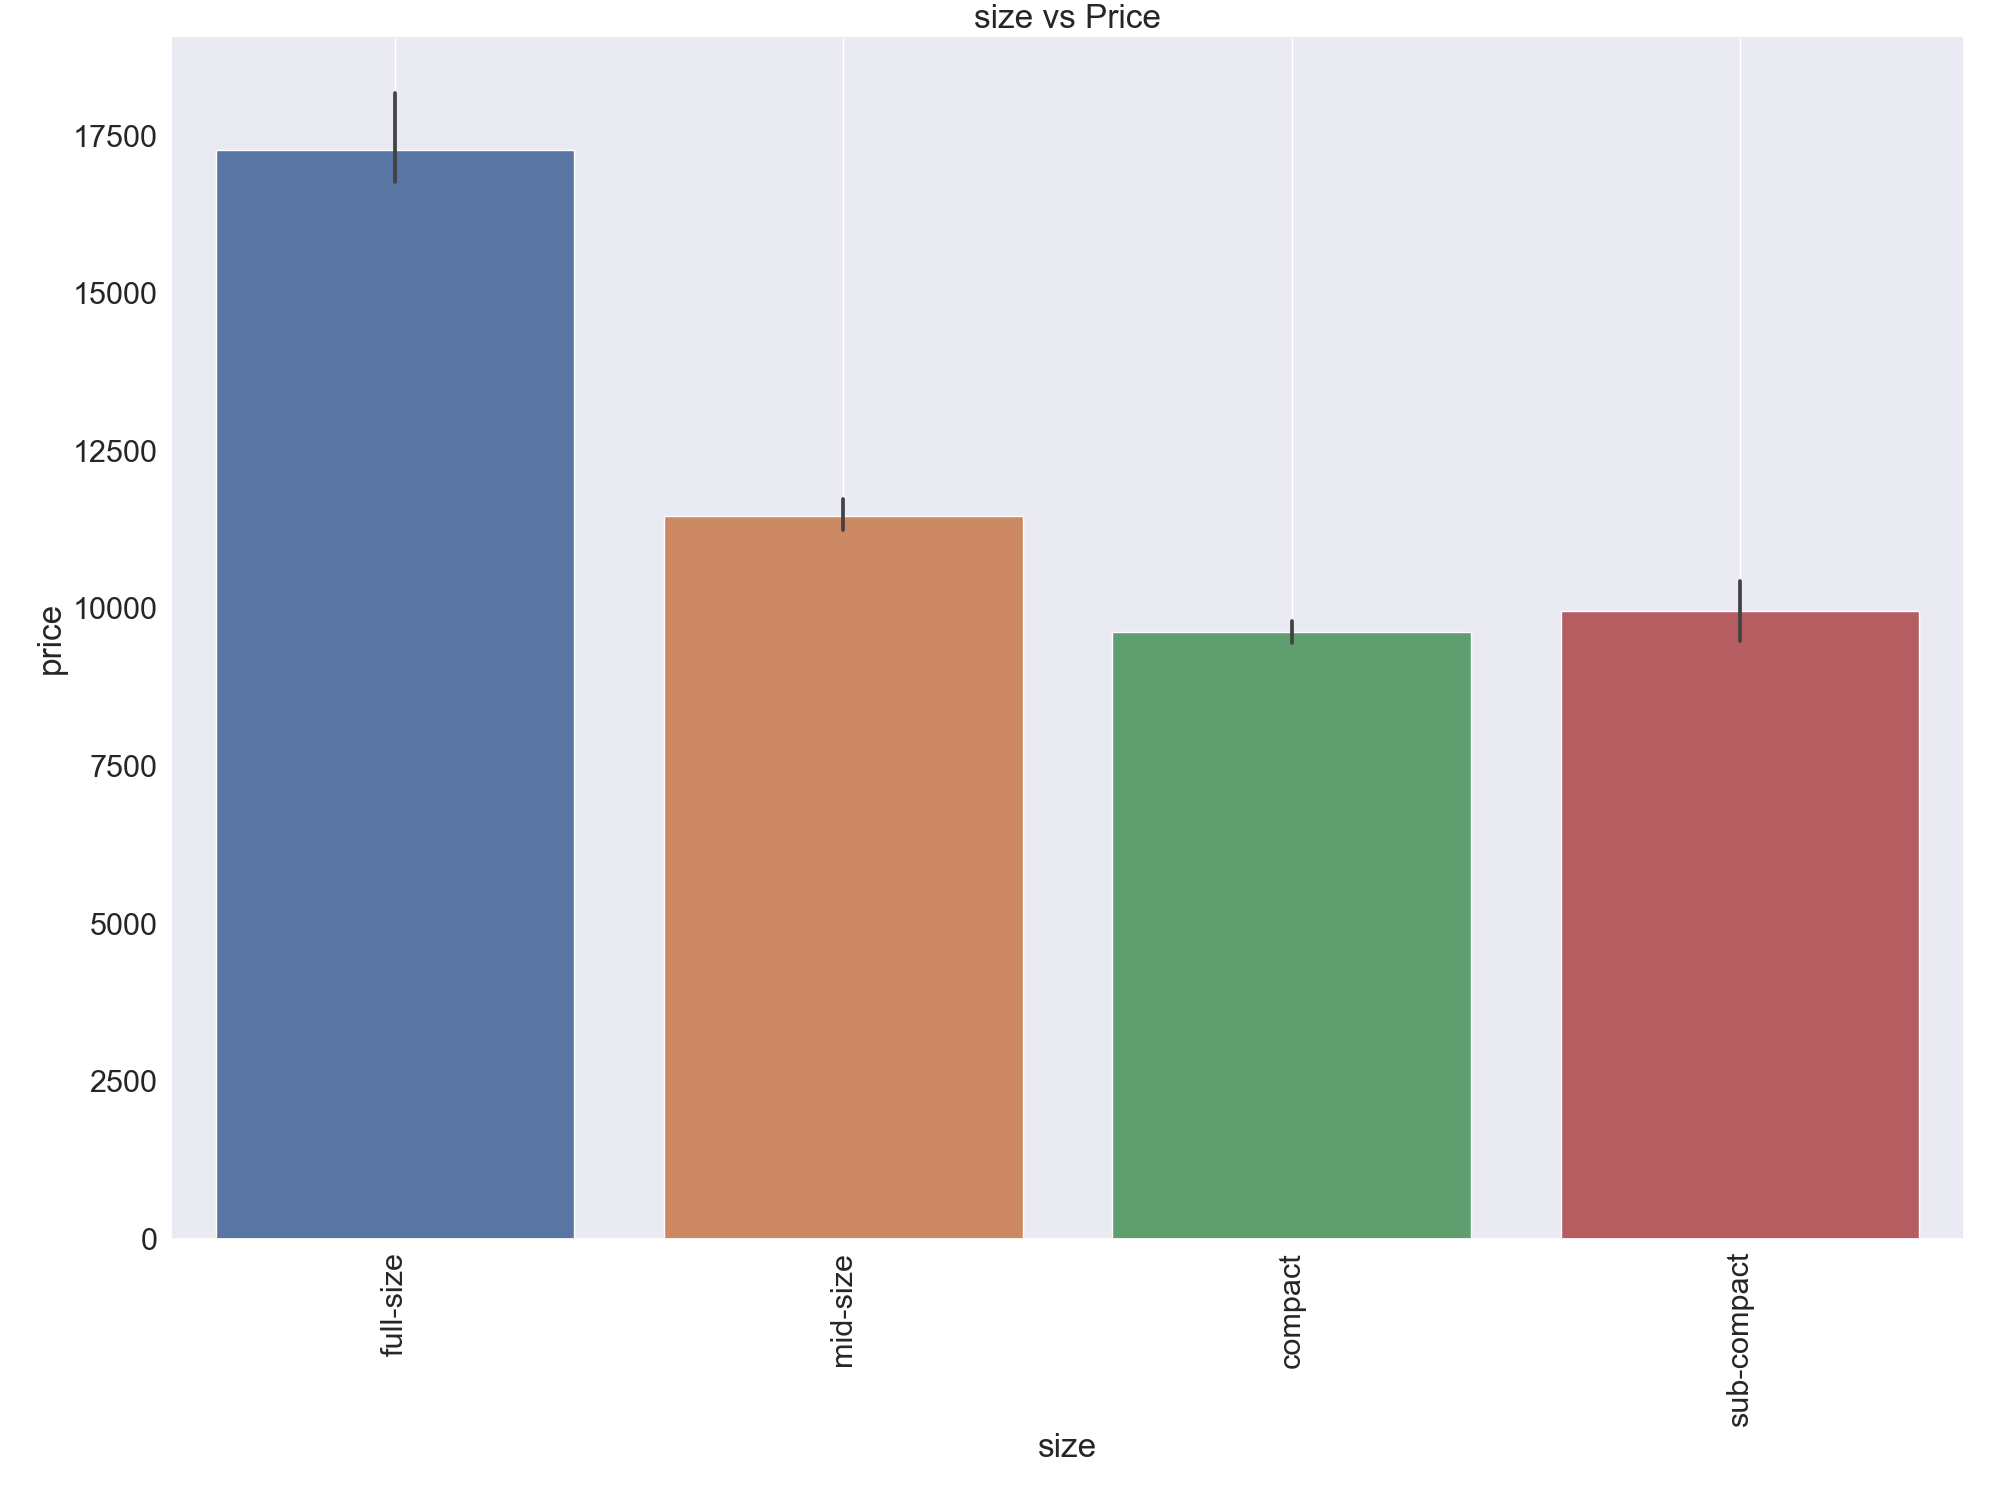 size vs Price
price
17500
15000
12500
10000
7500
5000
2500
0
full-size
mid-size
compact
sub-compact
size